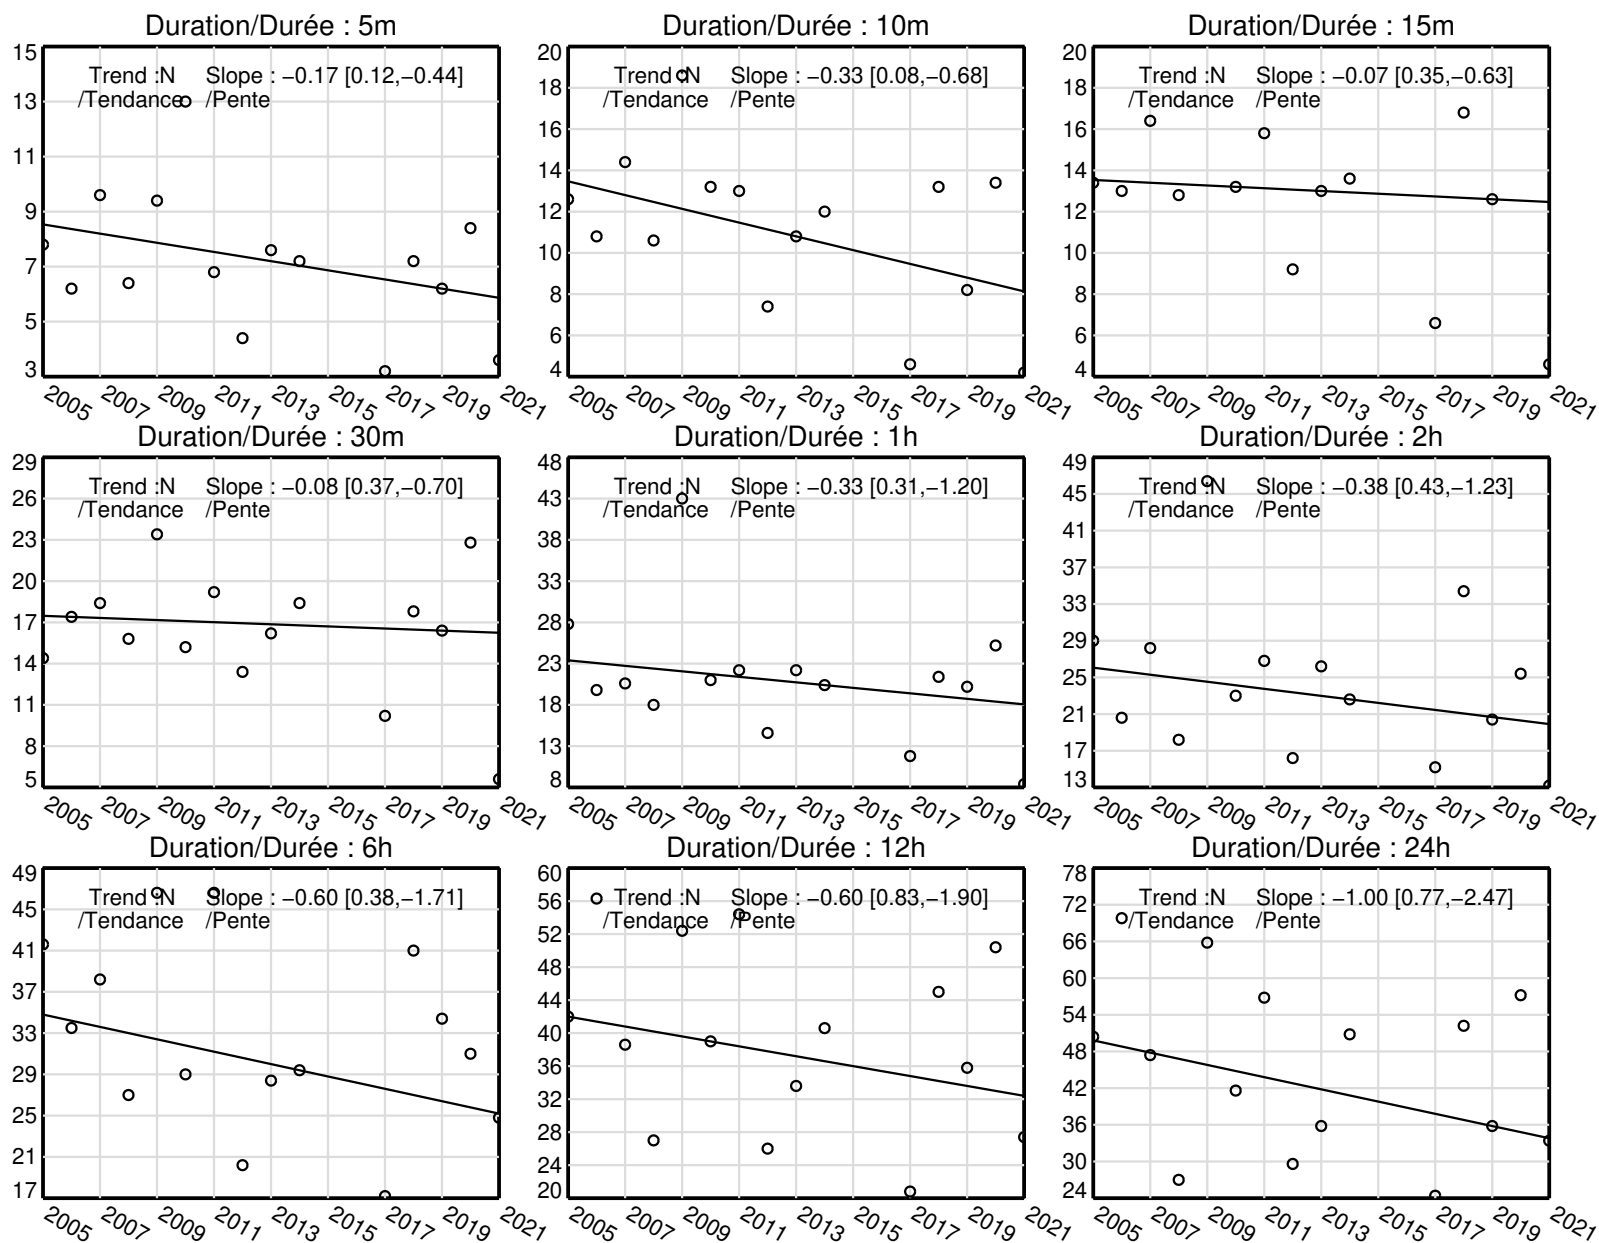 Duration/Durée : 5m
Trend :N Slope : −0.17 [0.12,−0.44]
/Tendance /Pente
15
13
11
9
7
5
3
2005 2007 2009 2011 2013 2015 2017 2019 2021
Duration/Durée : 10m
Trend :N Slope : −0.33 [0.08,−0.68]
/Tendance /Pente
20
18
16
14
12
10
8
6
4
2005 2007 2009 2011 2013 2015 2017 2019 2021
Duration/Durée : 15m
Trend :N Slope : −0.07 [0.35,−0.63]
/Tendance /Pente
20
18
16
14
12
10
8
6
4
2005 2007 2009 2011 2013 2015 2017 2019 2021
Duration/Durée : 30m
Trend :N Slope : −0.08 [0.37,−0.70]
/Tendance /Pente
29
26
23
20
17
14
11
8
5
2005 2007 2009 2011 2013 2015 2017 2019 2021
Duration/Durée : 1h
Trend :N Slope : −0.33 [0.31,−1.20]
/Tendance /Pente
48
43
38
33
28
23
18
13
8
2005 2007 2009 2011 2013 2015 2017 2019 2021
Duration/Durée : 2h
Trend :N Slope : −0.38 [0.43,−1.23]
/Tendance /Pente
49
45
41
37
33
29
25
21
17
13
2005 2007 2009 2011 2013 2015 2017 2019 2021
Duration/Durée : 6h
Trend :N Slope : −0.60 [0.38,−1.71]
/Tendance /Pente
49
45
41
37
33
29
25
21
17
2005 2007 2009 2011 2013 2015 2017 2019 2021
Duration/Durée : 12h
Trend :N Slope : −0.60 [0.83,−1.90]
/Tendance /Pente
60
56
52
48
44
40
36
32
28
24
20
2005 2007 2009 2011 2013 2015 2017 2019 2021
Duration/Durée : 24h
Trend :N Slope : −1.00 [0.77,−2.47]
/Tendance /Pente
78
72
66
60
54
48
42
36
30
24
2005 2007 2009 2011 2013 2015 2017 2019 2021